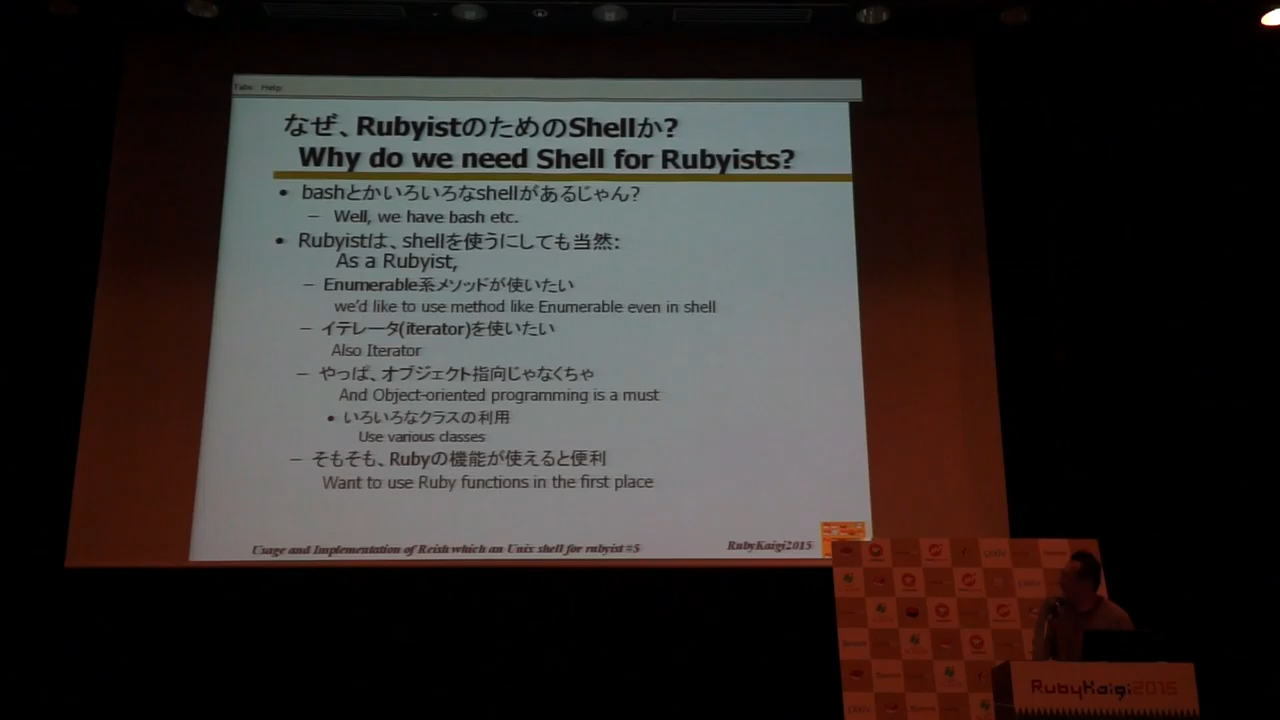 Tabs Help
なぜ、RubyistのためのShellか?
Why do we need Shell for Rubyists?
• bashとかいろいろなshellがあるじゃん?
– Well, we have bash etc.
• Rubyistは、shellを使うにしても当然:
As a Rubyist,
– Enumerable系メソッドが使いたい
we'd like to use method like Enumerable even in shell
– イテレータ(iterator)を使いたい
Also Iterator
– やっぱ、オブジェクト指向じゃなくちゃ
And Object-oriented programming is a must
• いろいろなクラスの利用
Use various classes
– そもそも、Rubyの機能が使えると便利
Want to use Ruby functions in the first place
Usage and Implementation of Reish which an Unix shell for rubyist #5
RubyKaigi2015
RubyKaigi2015